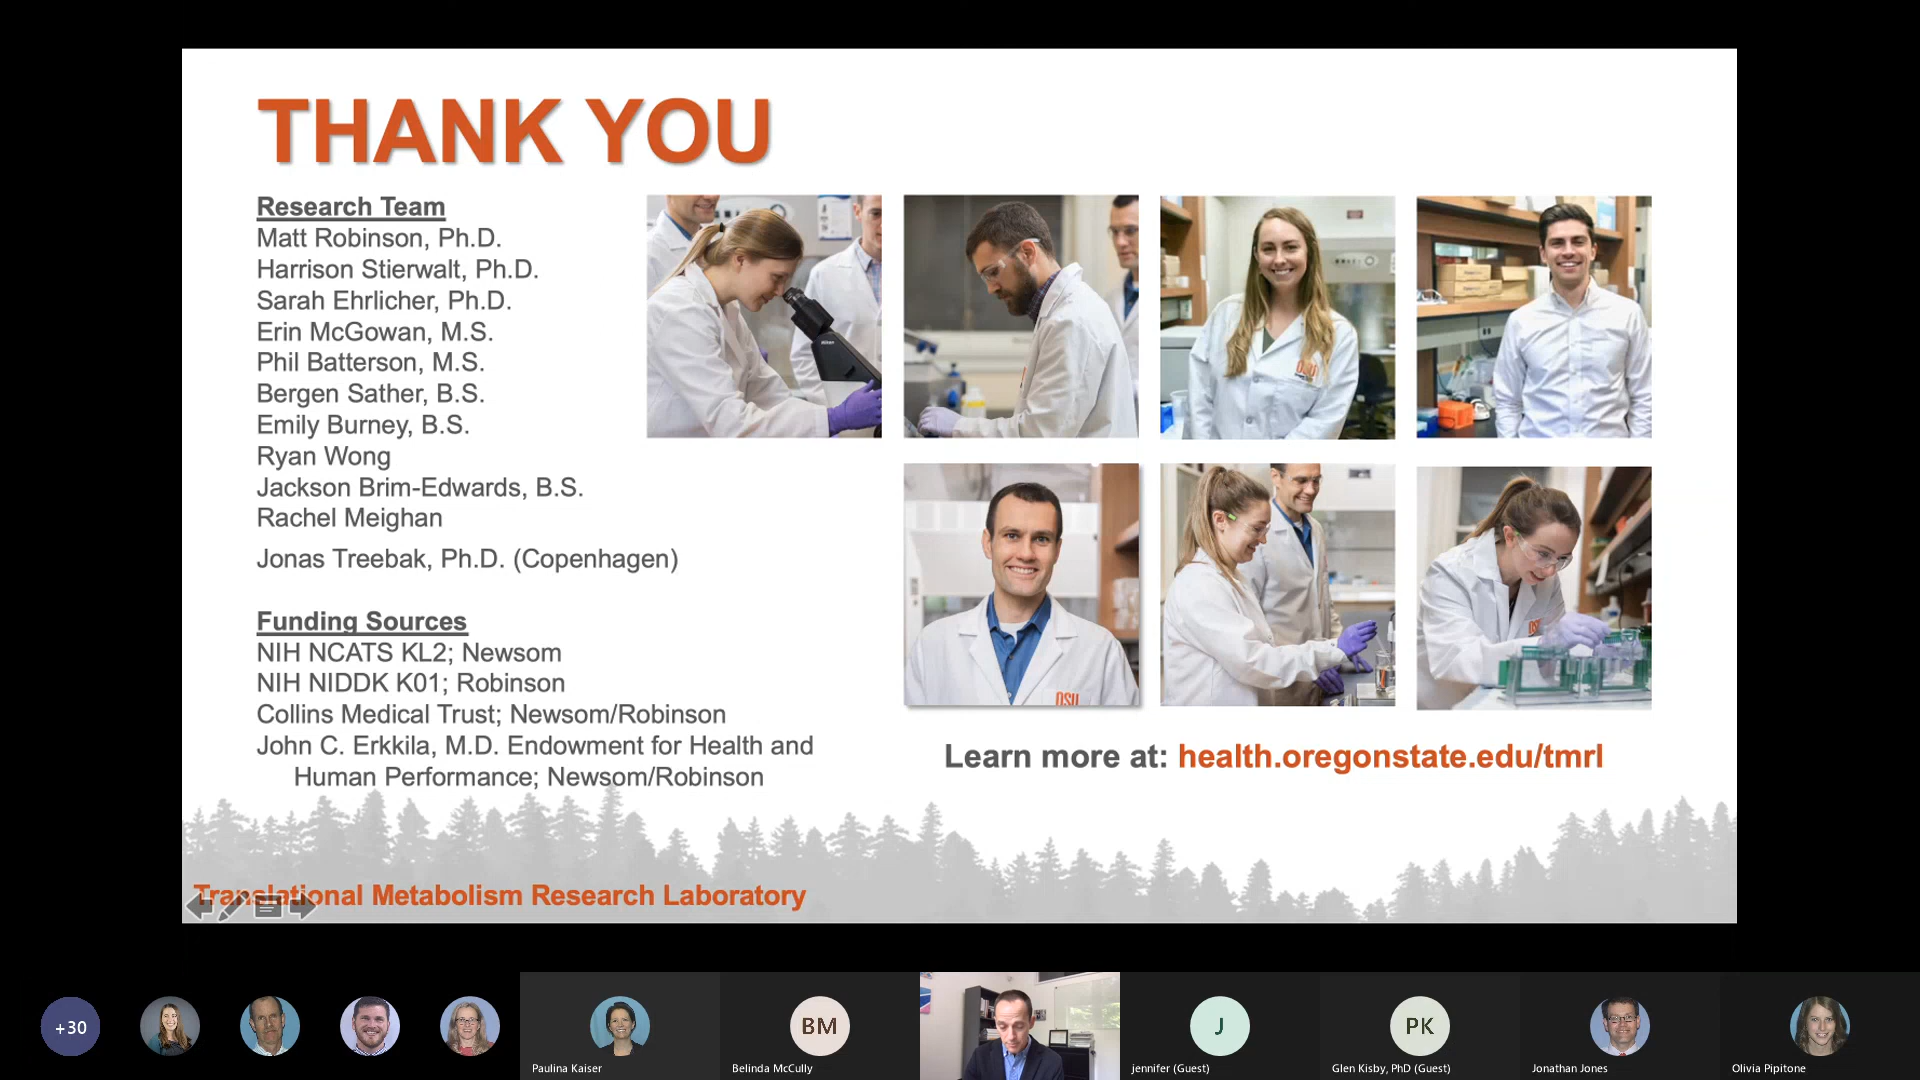 THANK YOU
Research Team
Matt Robinson, Ph.D.
Harrison Stierwalt, Ph.D.
Sarah Ehrlicher, Ph.D.
Erin McGowan, M.S.
Phil Batterson, M.S.
Bergen Sather, B.S.
Emily Burney, B.S.
Ryan Wong
Jackson Brim-Edwards, B.S.
Rachel Meighan
Jonas Treebak, Ph.D. (Copenhagen)
Funding Sources
NIH NCATS KL2; Newsom
NIH NIDDK K01; Robinson
Collins Medical Trust; Newsom/Robinson
John C. Erkkila, M.D. Endowment for Health and
Human Performance; Newsom/Robinson
OSU
OSU
OSU
Learn more at: health.oregonstate.edu/tmrl
Translational Metabolism Research Laboratory
+30
BM
J
PK
Paulina Kaiser
Belinda McCully
jennifer (Guest)
Glen Kisby, PhD (Guest)
Jonathan Jones
Olivia Pipitone